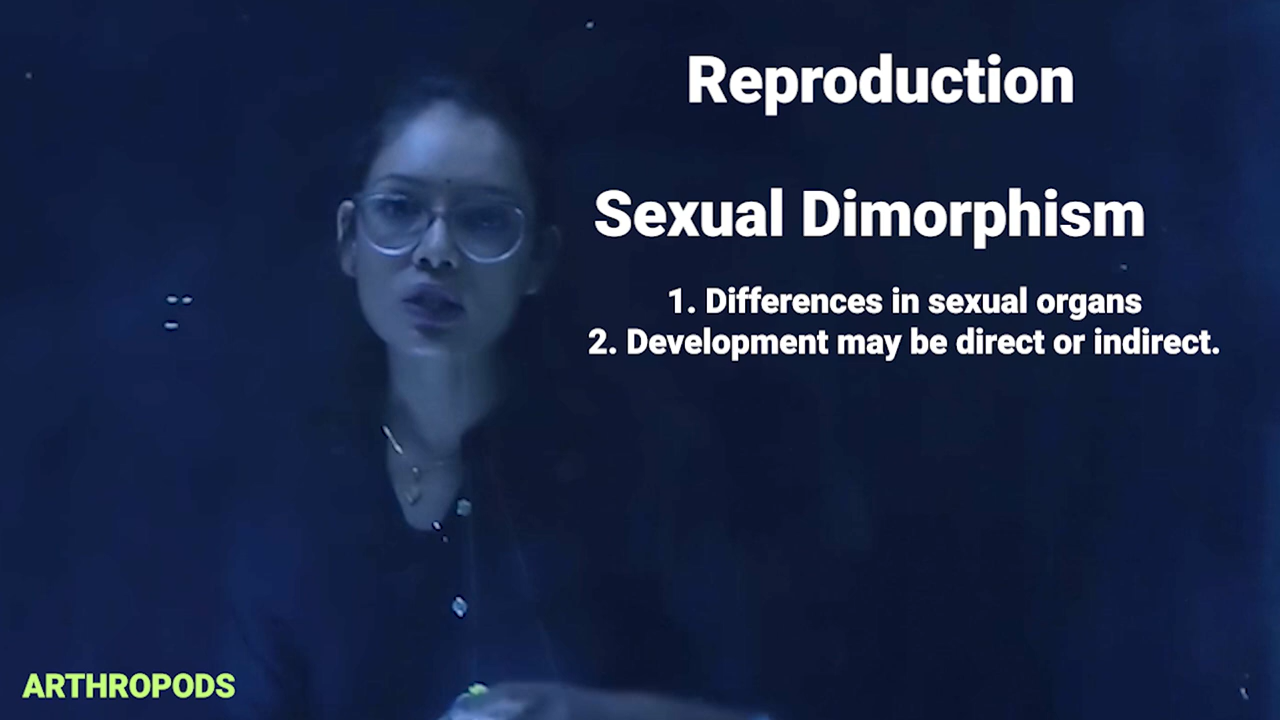 Reproduction
Sexual Dimorphism
1. Differences in sexual organs
2. Development may be direct or indirect.
ARTHROPODS